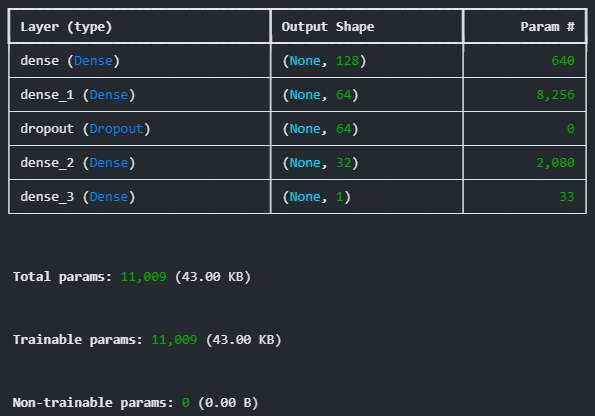 Layer (type) Output Shape Param #
dense (Dense) (None, 128) 640
dense_1 (Dense) (None, 64) 8,256
dropout (Dropout) (None, 64) 0
dense_2 (Dense) (None, 32) 2,080
dense_3 (Dense) (None, 1) 33
Total params: 11,009 (43.00 KB)
Trainable params: 11,009 (43.00 KB)
Non-trainable params: 0 (0.00 B)